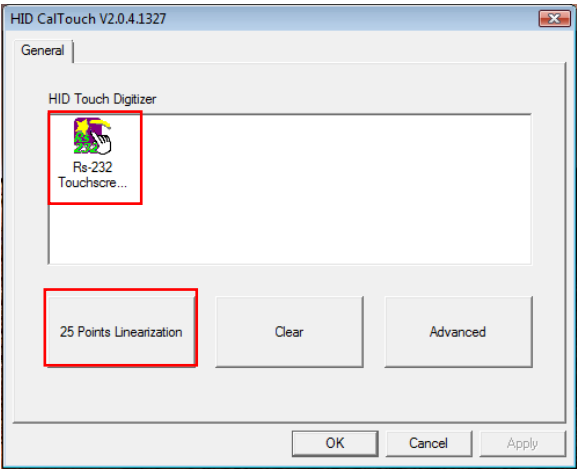 HID CalTouch V2.0.4.1327
General
HID Touch Digitizer
Rs-232
Touchscre...
25 Points Linearization
Clear
Advanced
OK
Cancel
Apply